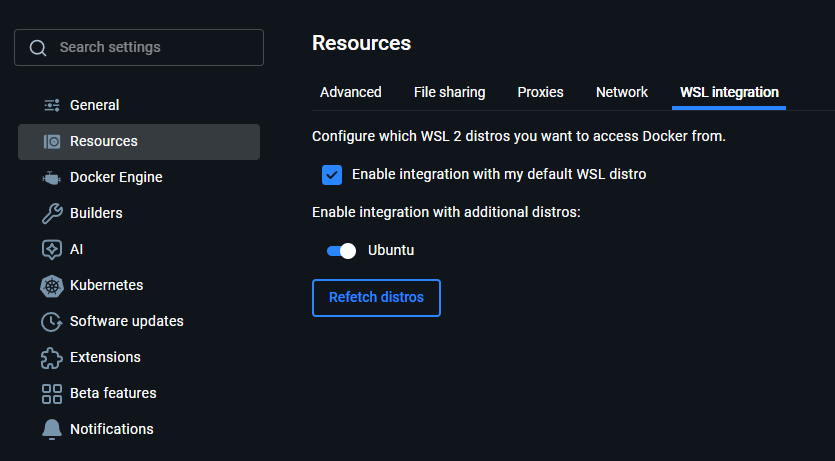 Search settings
General
Resources
Docker Engine
Builders
AI
Kubernetes
Software updates
Extensions
Beta features
Notifications
Resources
Advanced File sharing Proxies Network WSL integration
Configure which WSL 2 distros you want to access Docker from.
Enable integration with my default WSL distro
Enable integration with additional distros:
Ubuntu
Refetch distros